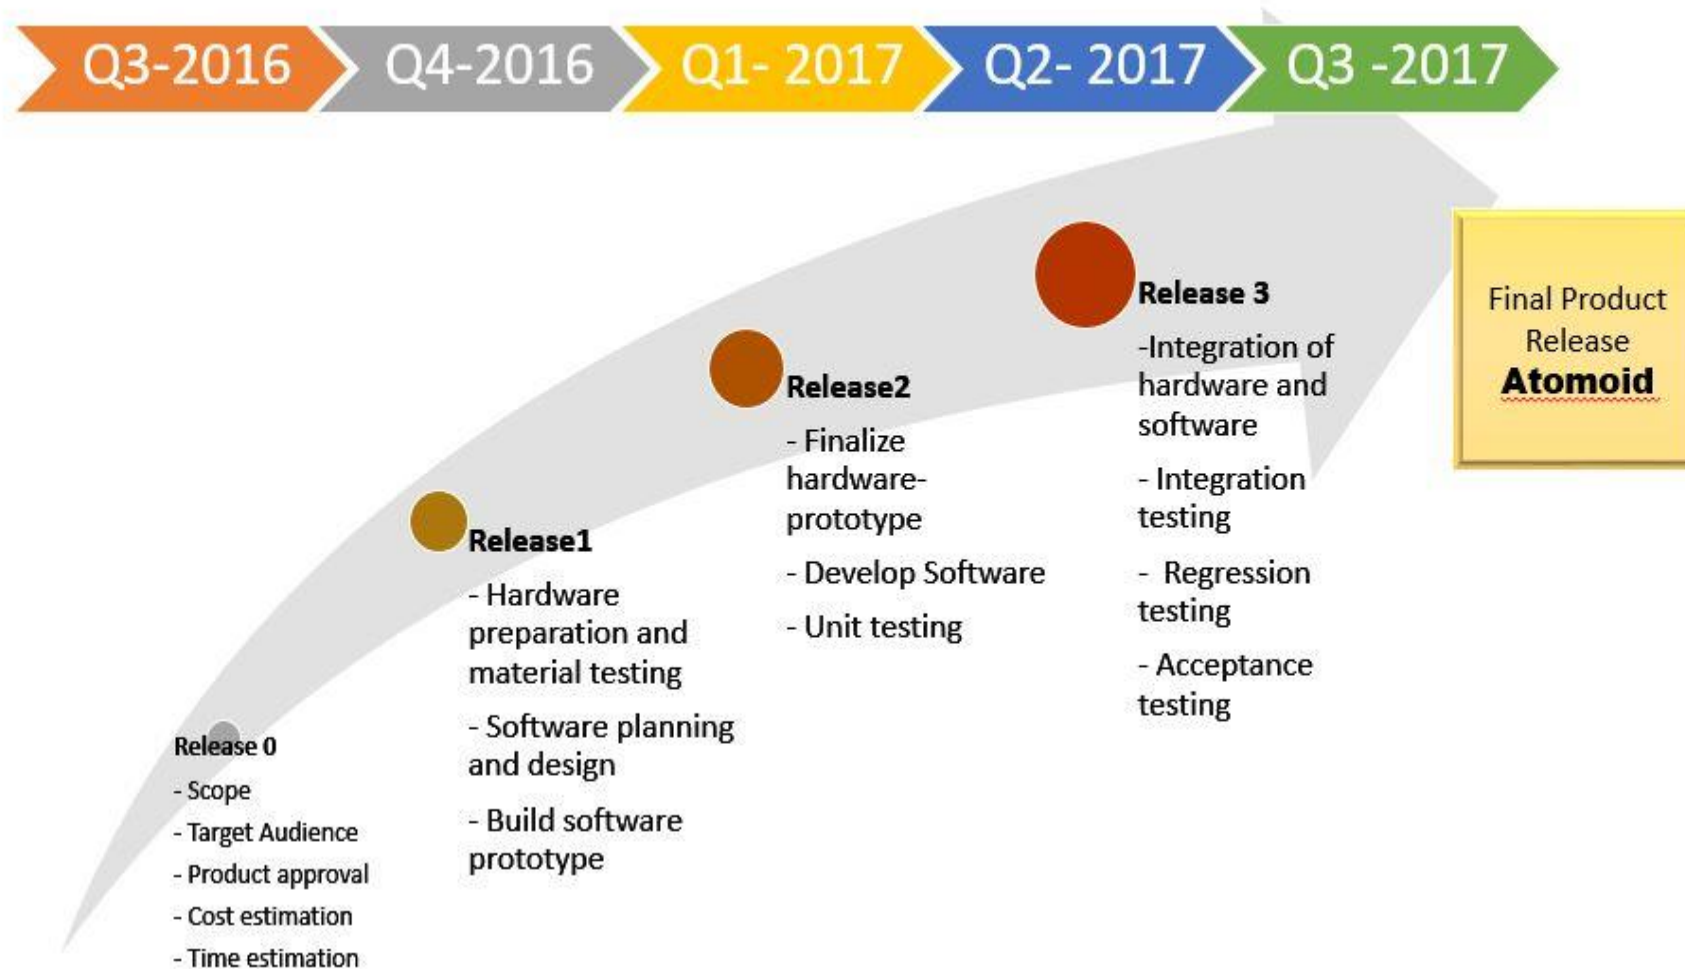 Q3-2016
Q4-2016
Q1- 2017
Q2- 2017
Q3 -2017
Release 0
- Scope
- Target Audience
- Product approval
- Cost estimation
- Time estimation
Release1
- Hardware
preparation and
material testing
- Software planning
and design
- Build software
prototype
Release2
- Finalize
hardware-
prototype
- Develop Software
- Unit testing
Release 3
-Integration of
hardware and
software
- Integration
testing
-  Regression
testing
- Acceptance
testing
Final Product
Release
Atomoid